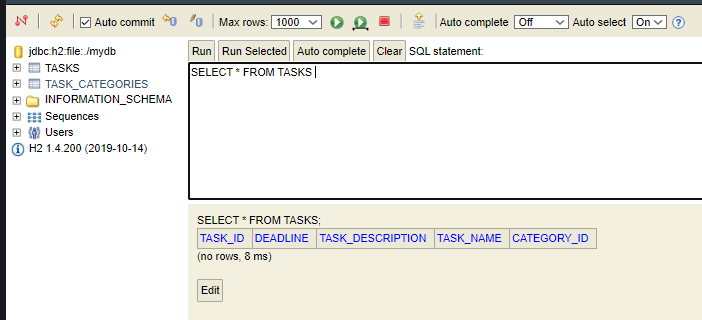 Auto commit Max rows: 1000 Auto complete Off Auto select On
jdbc:h2:file:./mydb
TASKS
TASK_CATEGORIES
INFORMATION_SCHEMA
Sequences
Users
H2 1.4.200 (2019-10-14)
Run Run Selected Auto complete Clear SQL statement:
SELECT * FROM TASKS
SELECT * FROM TASKS;
TASK_ID DEADLINE TASK_DESCRIPTION TASK_NAME CATEGORY_ID
(no rows, 8 ms)
Edit